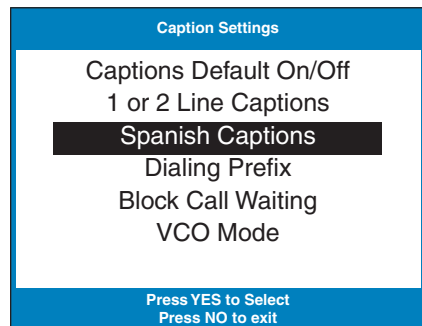 Caption Settings
Captions Default On/Off
1 or 2 Line Captions
Spanish Captions
Dialing Prefix
Block Call Waiting
VCO Mode
Press YES to Select
Press NO to exit